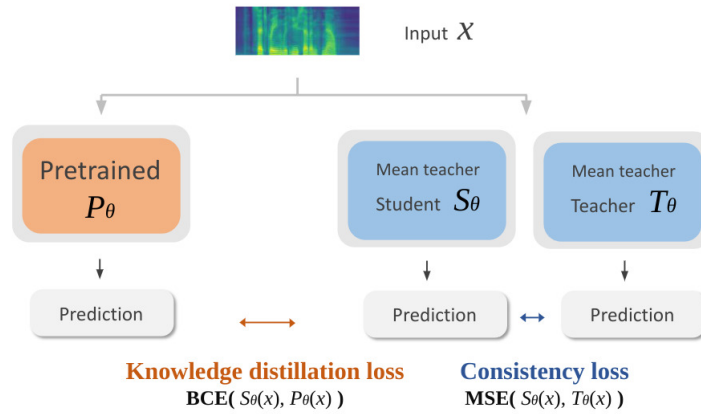 Input x
Pretrained
Pθ
Mean teacher
Student Sθ
Mean teacher
Teacher Tθ
Prediction
Prediction
Prediction
Knowledge distillation loss
BCE( Sθ(x), Pθ(x) )
Consistency loss
MSE( Sθ(x), Tθ(x) )